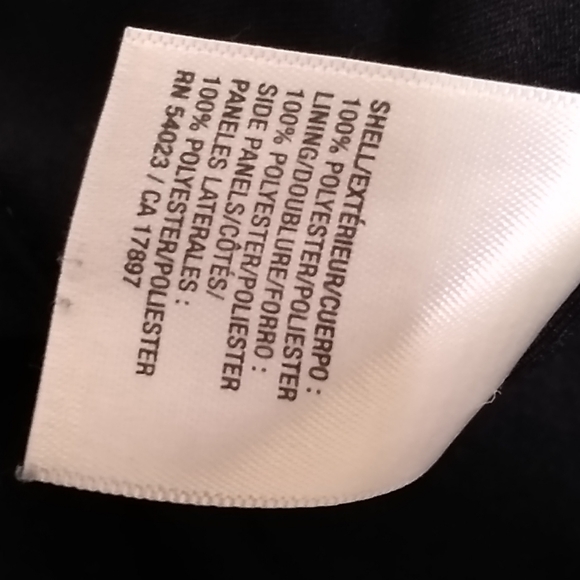 SHELL/EXTÉRIEUR/CUERPO :
100% POLYESTER/POLIESTER
LINING/DOUBLURE/FORRO :
100% POLYESTER/POLIESTER
SIDE PANELS/CÔTÉS/
PANELES LATERALES :
100% POLYESTER/POLIESTER
RN 54023 / CA 17897